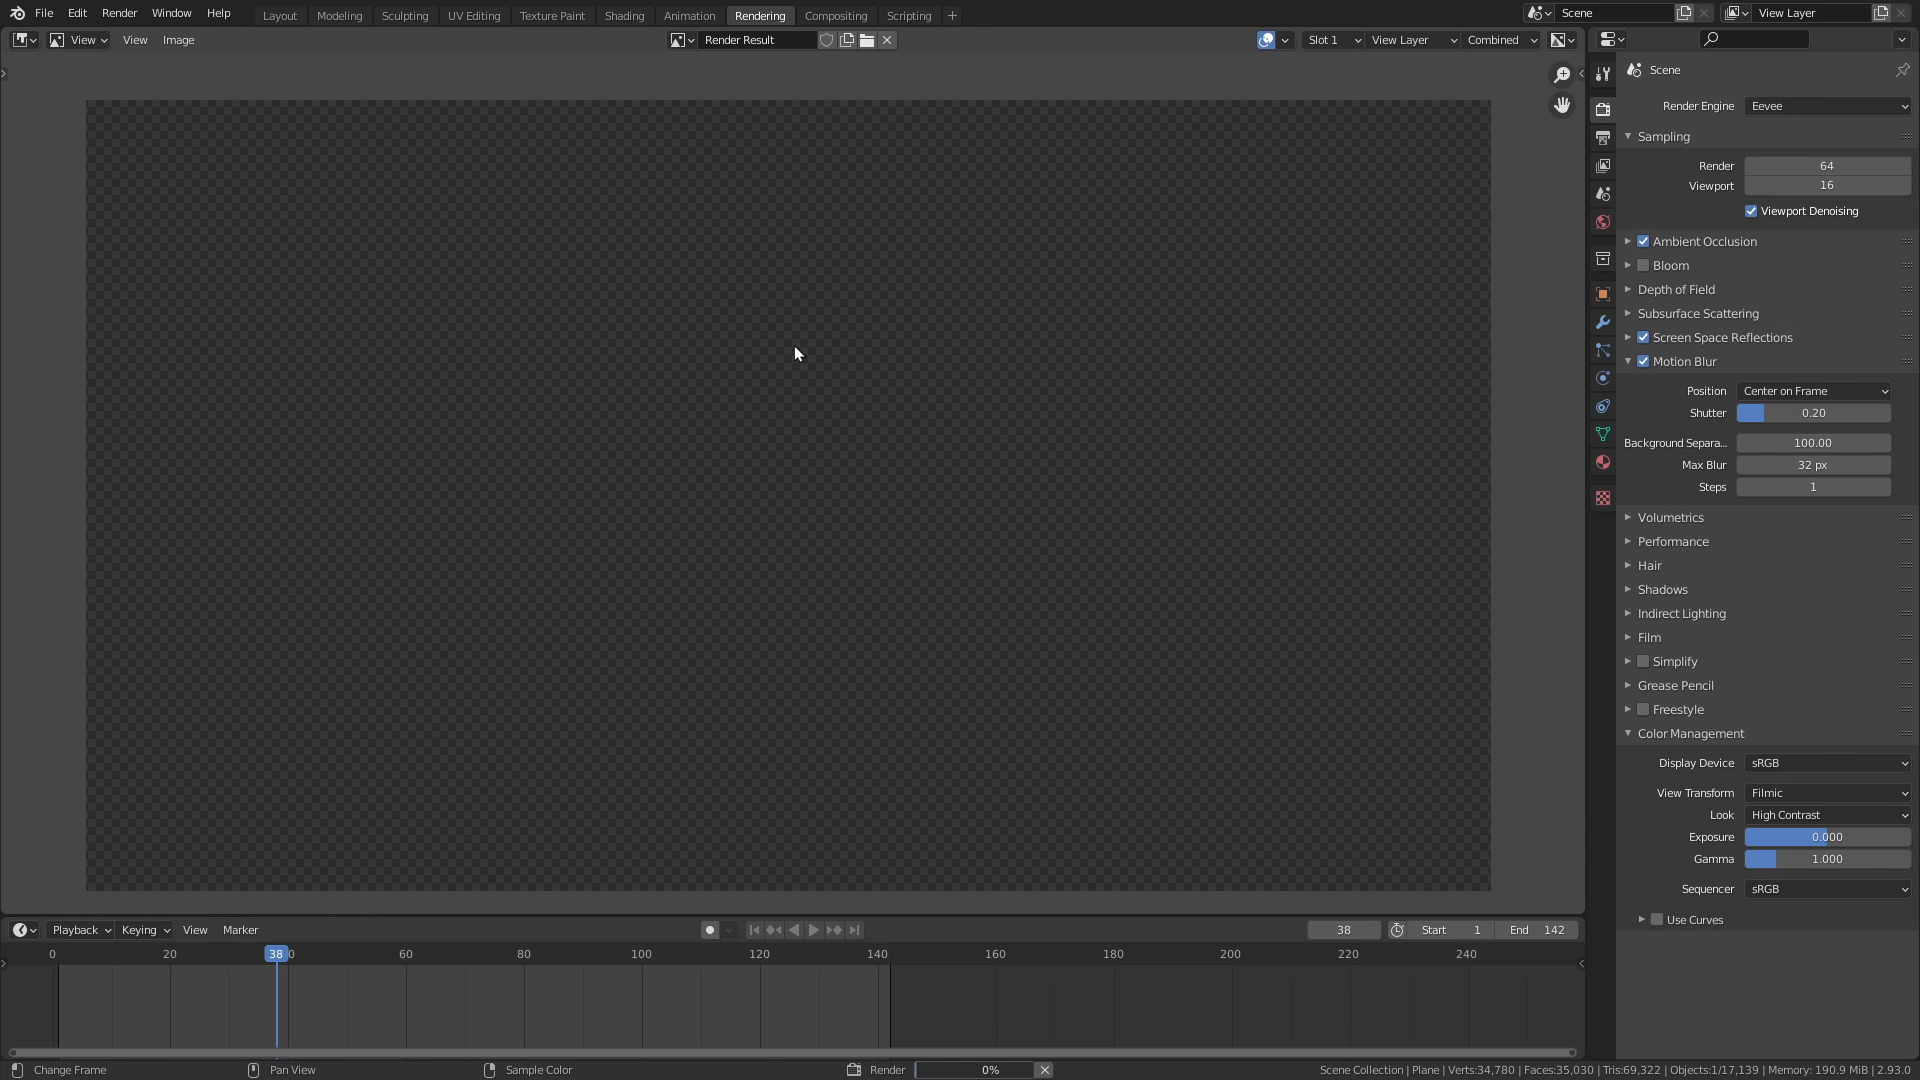 File Edit Render Window Help Layout Modeling Sculpting UV Editing Texture Paint Shading Animation Rendering Compositing Scripting + Scene View Layer
View View Image Render Result Slot 1 View Layer Combined
Scene
Render Engine Eevee
Sampling
Render 64
Viewport 16
Viewport Denoising
Ambient Occlusion
Bloom
Depth of Field
Subsurface Scattering
Screen Space Reflections
Motion Blur
Position Center on Frame
Shutter 0.20
Background Separa... 100.00
Max Blur 32 px
Steps 1
Volumetrics
Performance
Hair
Shadows
Indirect Lighting
Film
Simplify
Grease Pencil
Freestyle
Color Management
Display Device sRGB
View Transform Filmic
Look High Contrast
Exposure 0.000
Gamma 1.000
Sequencer sRGB
Use Curves
Playback Keying View Marker 38 Start 1 End 142
0 20 38 0 60 80 100 120 140 160 180 200 220 240
Change Frame Pan View Sample Color Render 0% Scene Collection | Plane | Verts:34,780 | Faces:35,030 | Tris:69,322 | Objects:1/17,139 | Memory: 190.9 MiB | 2.93.0